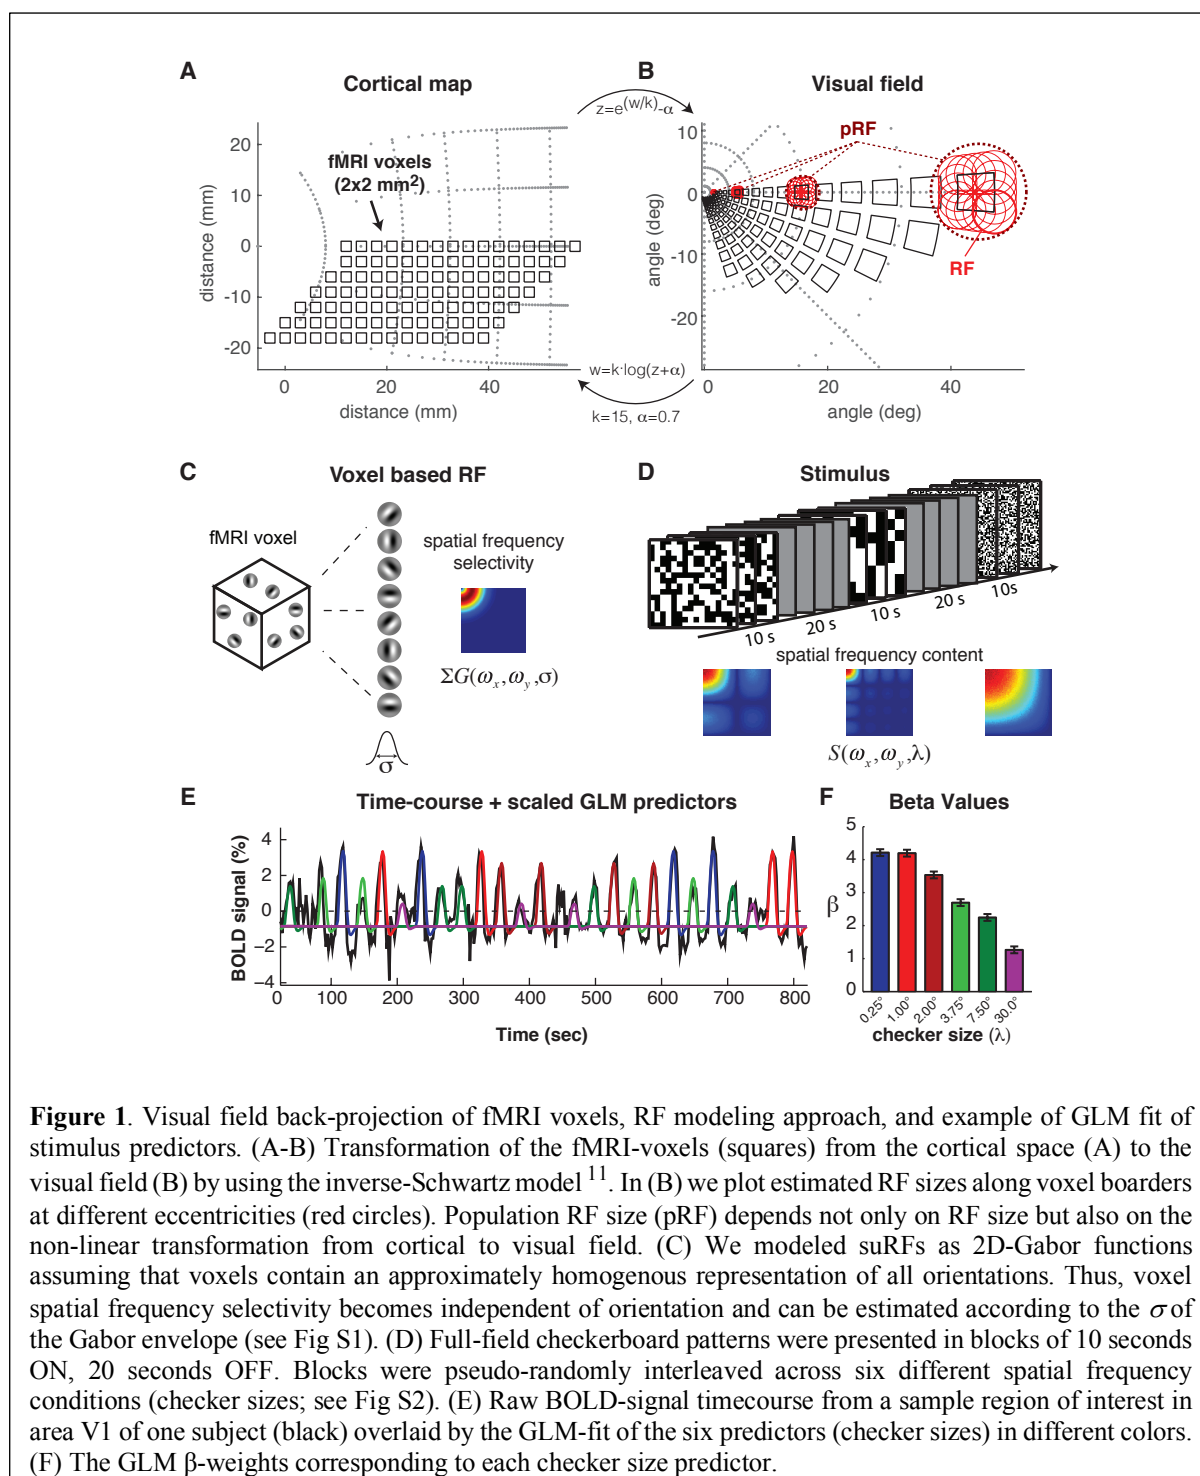 A
Cortical map
B
Visual field
z=e^(w/k)-α
pRF
fMRI voxels
(2x2 mm²)
RF
distance (mm)
20
10
0
-10
-20
0
20
40
distance (mm)
angle (deg)
10
0
-10
-20
0
20
40
angle (deg)
w=k·log(z+α)
k=15, α=0.7
C
Voxel based RF
D
Stimulus
fMRI voxel
spatial frequency
selectivity
ΣG(ω_x, ω_y, σ)
σ
10 s
20 s
10 s
20 s
10s
spatial frequency content
S(ω_x, ω_y, λ)
E
Time-course + scaled GLM predictors
F
Beta Values
BOLD signal (%)
4
2
0
−2
−4
0
100
200
300
400
500
600
700
800
Time (sec)
β
5
4
3
2
1
0
0.25°
1.00°
2.00°
3.75°
7.50°
30.0°
checker size (λ)
Figure 1. Visual field back-projection of fMRI voxels, RF modeling approach, and example of GLM fit of
stimulus predictors. (A-B) Transformation of the fMRI-voxels (squares) from the cortical space (A) to the
visual field (B) by using the inverse-Schwartz model ¹¹. In (B) we plot estimated RF sizes along voxel boarders
at different eccentricities (red circles). Population RF size (pRF) depends not only on RF size but also on the
non-linear transformation from cortical to visual field. (C) We modeled suRFs as 2D-Gabor functions
assuming that voxels contain an approximately homogenous representation of all orientations. Thus, voxel
spatial frequency selectivity becomes independent of orientation and can be estimated according to the σ of
the Gabor envelope (see Fig S1). (D) Full-field checkerboard patterns were presented in blocks of 10 seconds
ON, 20 seconds OFF. Blocks were pseudo-randomly interleaved across six different spatial frequency
conditions (checker sizes; see Fig S2). (E) Raw BOLD-signal timecourse from a sample region of interest in
area V1 of one subject (black) overlaid by the GLM-fit of the six predictors (checker sizes) in different colors.
(F) The GLM β-weights corresponding to each checker size predictor.